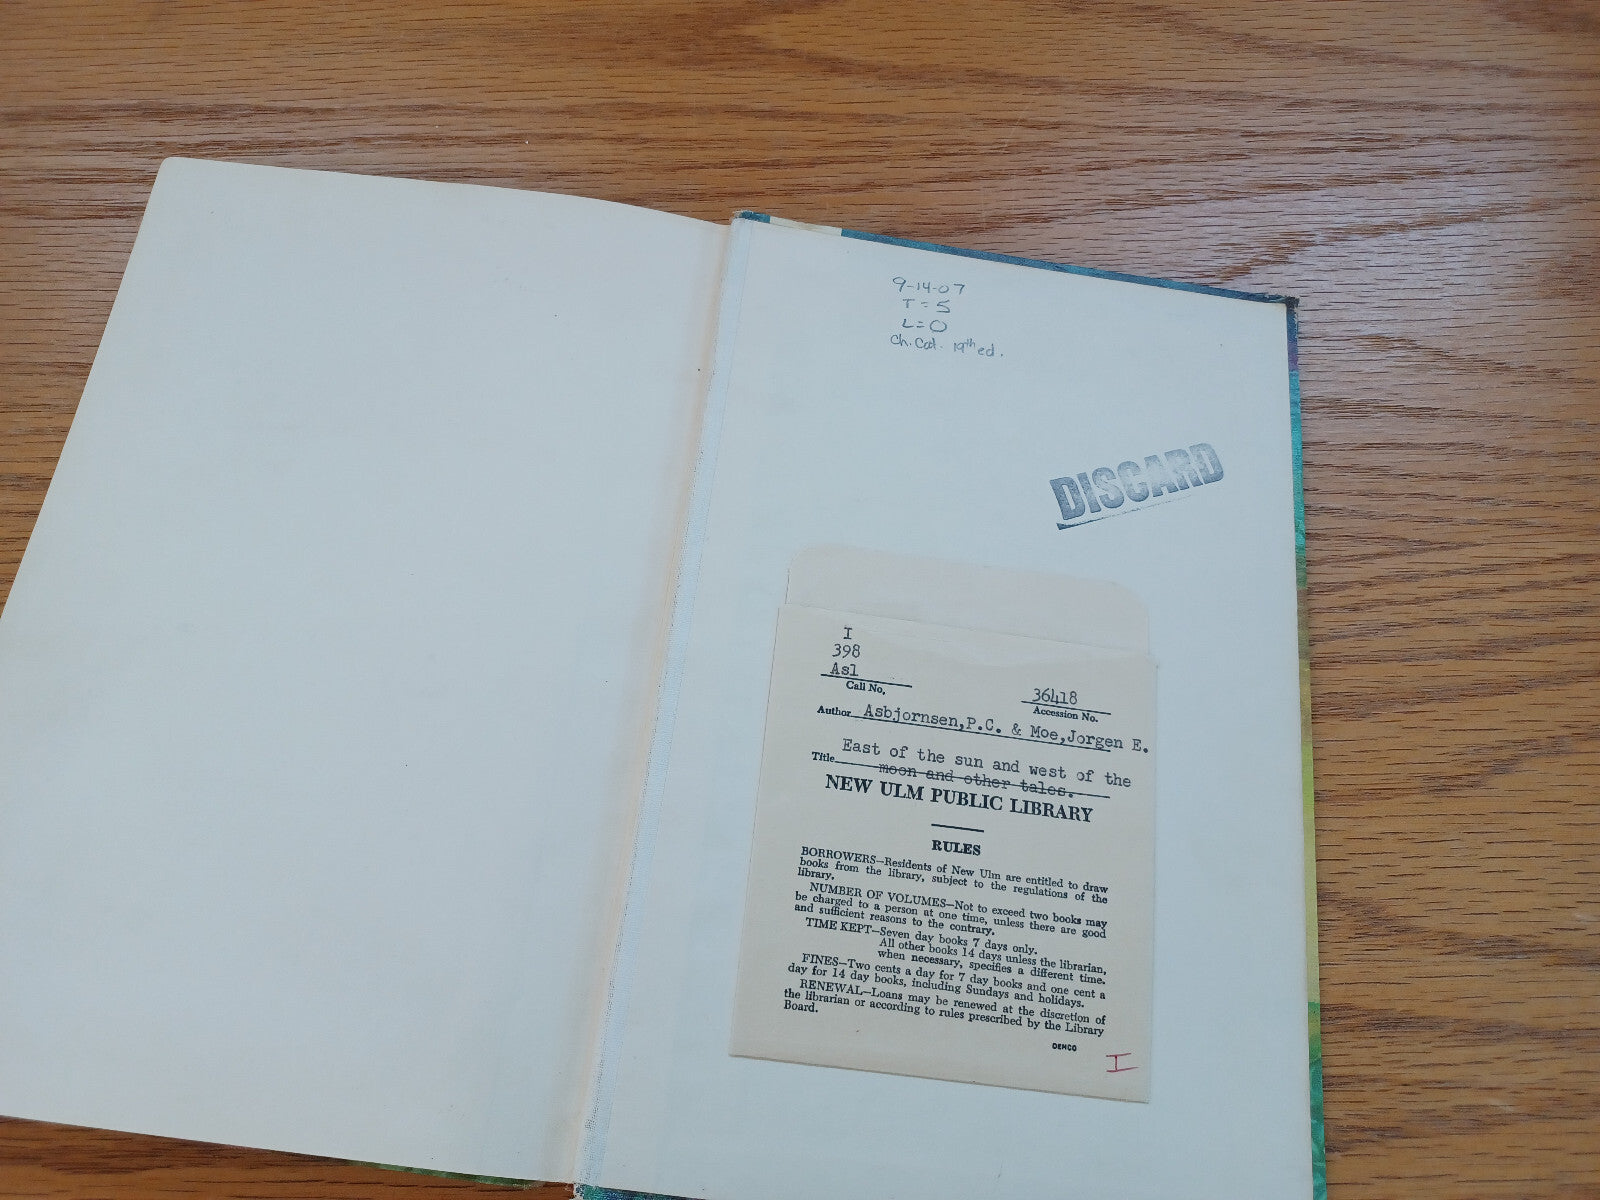 9-14-07
T = 5
L = 0
Ch. Cat. 19th ed.
DISCARD
I
398
As1
Call No.
36418
Accession No.
Author Asbjornsen,P.C. & Moe,Jorgen E.
Title East of the sun and west of the
moon and other tales.
NEW ULM PUBLIC LIBRARY
RULES
BORROWERS—Residents of New Ulm are entitled to draw
books from the library, subject to the regulations of the
library.
NUMBER OF VOLUMES—Not to exceed two books may
be charged to a person at one time, unless there are good
and sufficient reasons to the contrary.
TIME KEPT—Seven day books 7 days only.
All other books 14 days unless the librarian,
when necessary, specifies a different time.
FINES—Two cents a day for 7 day books and one cent a
day for 14 day books, including Sundays and holidays.
RENEWAL—Loans may be renewed at the discretion of
the librarian or according to rules prescribed by the Library
Board.
DEMCO
I